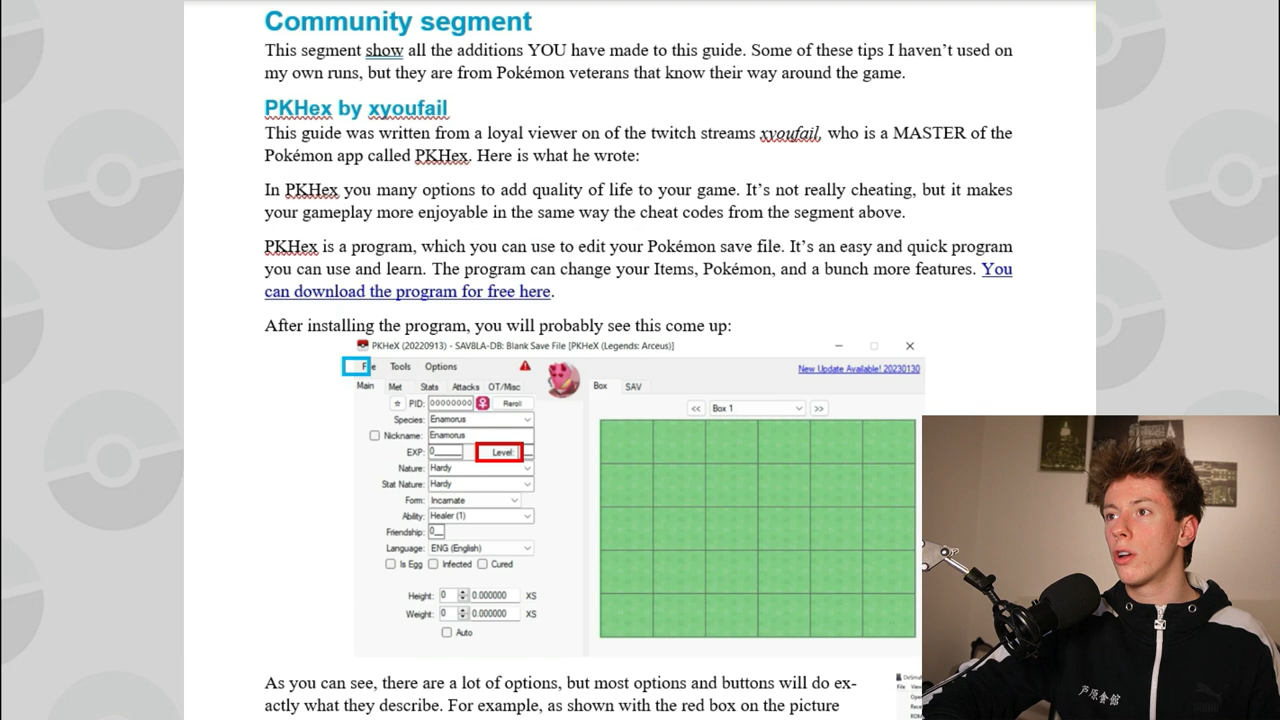 Community segment
This segment show all the additions YOU have made to this guide. Some of these tips I haven't used on
my own runs, but they are from Pokémon veterans that know their way around the game.
PKHex by xyoufail
This guide was written from a loyal viewer on of the twitch streams xyoufail, who is a MASTER of the
Pokémon app called PKHex. Here is what he wrote:
In PKHex you many options to add quality of life to your game. It's not really cheating, but it makes
your gameplay more enjoyable in the same way the cheat codes from the segment above.
PKHex is a program, which you can use to edit your Pokémon save file. It's an easy and quick program
you can use and learn. The program can change your Items, Pokémon, and a bunch more features. You
can download the program for free here.
After installing the program, you will probably see this come up:
PKHeX (20220913) - SAV8LA-DB: Blank Save File [PKHeX (Legends: Arceus)]
File Tools Options
New Update Available! 20230130
Main Met Stats Attacks OT/Misc
Box SAV
PID: 00000000 Reroll
<< Box 1 >>
Species: Enamorus
Nickname: Enamorus
EXP: 0 Level:
Nature: Hardy
Stat Nature: Hardy
Form: Incarnate
Ability: Healer (1)
Friendship: 0
Language: ENG (English)
Is Egg Infected Cured
Height: 0 0.000000 XS
Weight: 0 0.000000 XS
Auto
As you can see, there are a lot of options, but most options and buttons will do ex-
actly what they describe. For example, as shown with the red box on the picture
File View
芦原会館